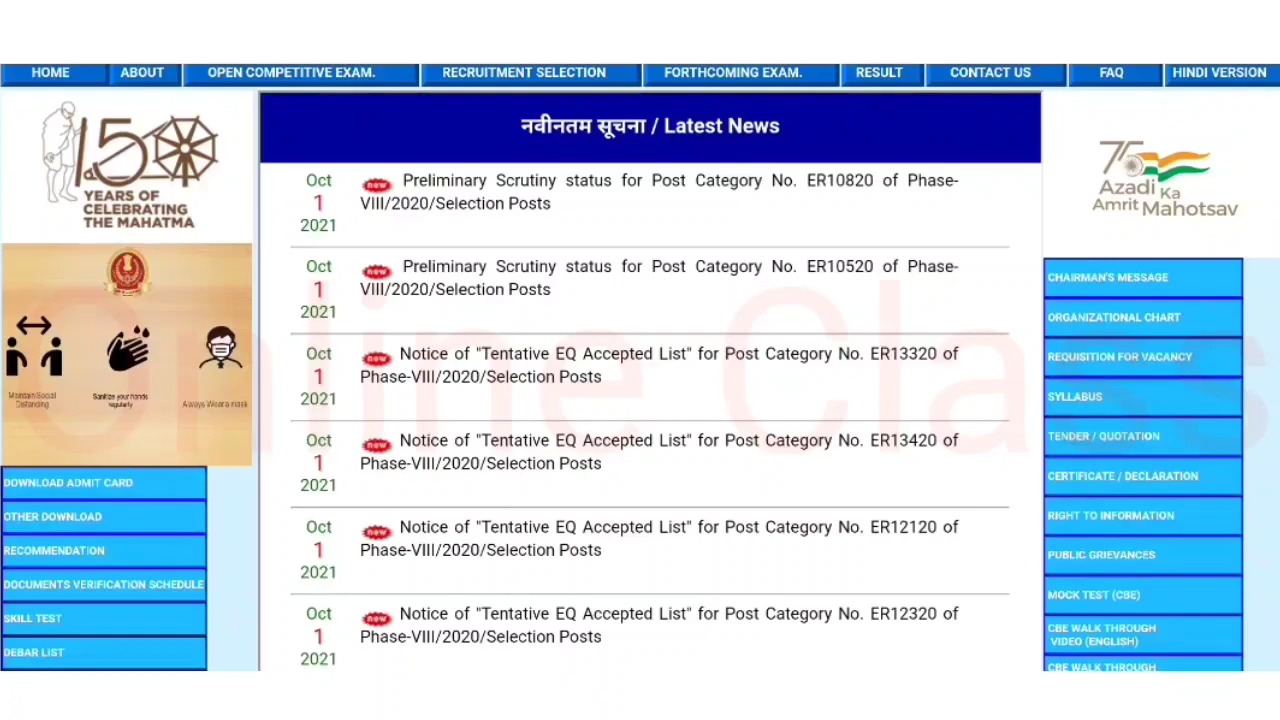 HOME ABOUT OPEN COMPETITIVE EXAM. RECRUITMENT SELECTION FORTHCOMING EXAM. RESULT CONTACT US FAQ HINDI VERSION
150
YEARS OF
CELEBRATING
THE MAHATMA
Maintain Social
Distancing
Sanitize your hands
regularly
Always Wear a mask
DOWNLOAD ADMIT CARD
OTHER DOWNLOAD
RECOMMENDATION
DOCUMENTS VERIFICATION SCHEDULE
SKILL TEST
DEBAR LIST
नवीनतम सूचना / Latest News
Oct
1
2021
new Preliminary Scrutiny status for Post Category No. ER10820 of Phase-
VIII/2020/Selection Posts
Oct
1
2021
new Preliminary Scrutiny status for Post Category No. ER10520 of Phase-
VIII/2020/Selection Posts
Oct
1
2021
new Notice of "Tentative EQ Accepted List" for Post Category No. ER13320 of
Phase-VIII/2020/Selection Posts
Oct
1
2021
new Notice of "Tentative EQ Accepted List" for Post Category No. ER13420 of
Phase-VIII/2020/Selection Posts
Oct
1
2021
new Notice of "Tentative EQ Accepted List" for Post Category No. ER12120 of
Phase-VIII/2020/Selection Posts
Oct
1
2021
new Notice of "Tentative EQ Accepted List" for Post Category No. ER12320 of
Phase-VIII/2020/Selection Posts
75
Azadi Ka
Amrit Mahotsav
CHAIRMAN'S MESSAGE
ORGANIZATIONAL CHART
REQUISITION FOR VACANCY
SYLLABUS
TENDER / QUOTATION
CERTIFICATE / DECLARATION
RIGHT TO INFORMATION
PUBLIC GRIEVANCES
MOCK TEST (CBE)
CBE WALK THROUGH
VIDEO (ENGLISH)
CBE WALK THROUGH
Online Class